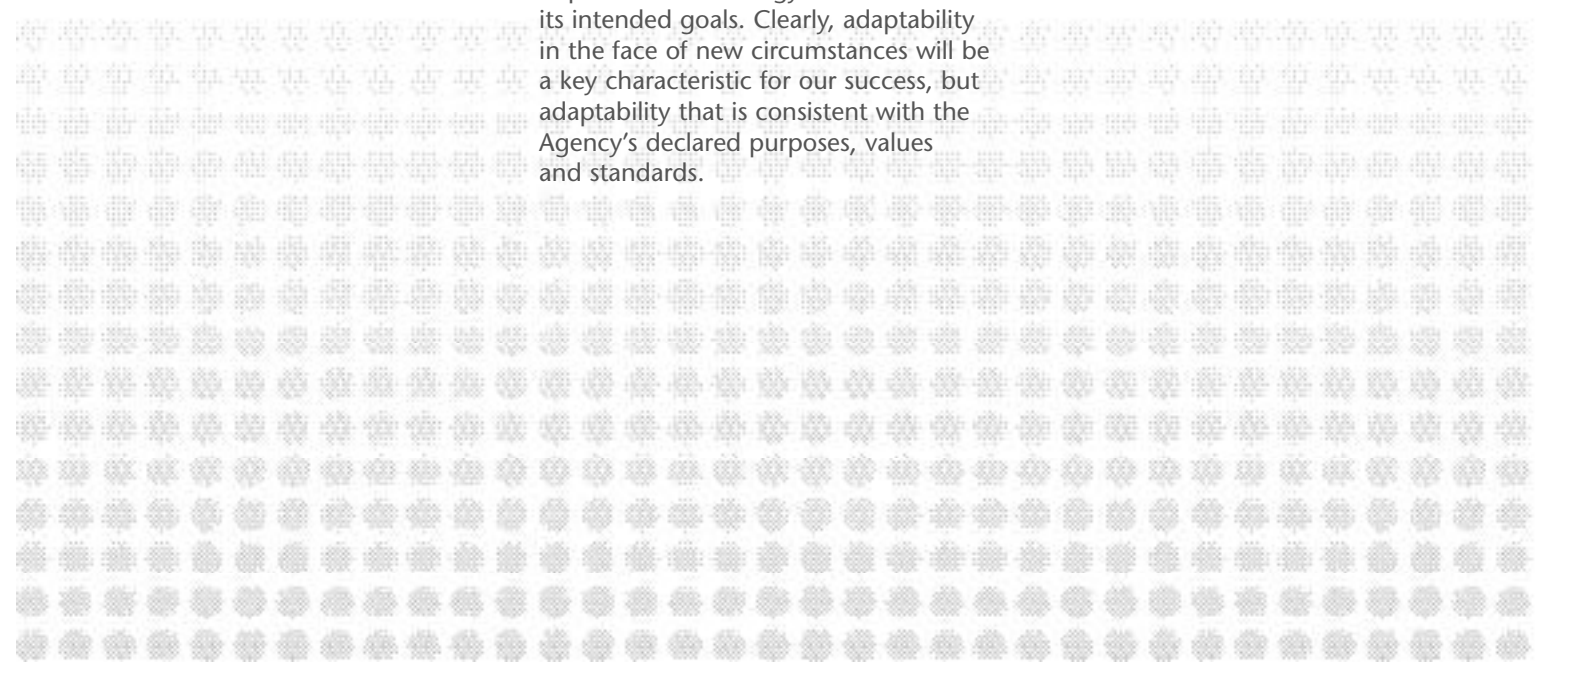 its intended goals. Clearly, adaptability
in the face of new circumstances will be
a key characteristic for our success, but
adaptability that is consistent with the
Agency’s declared purposes, values
and standards.